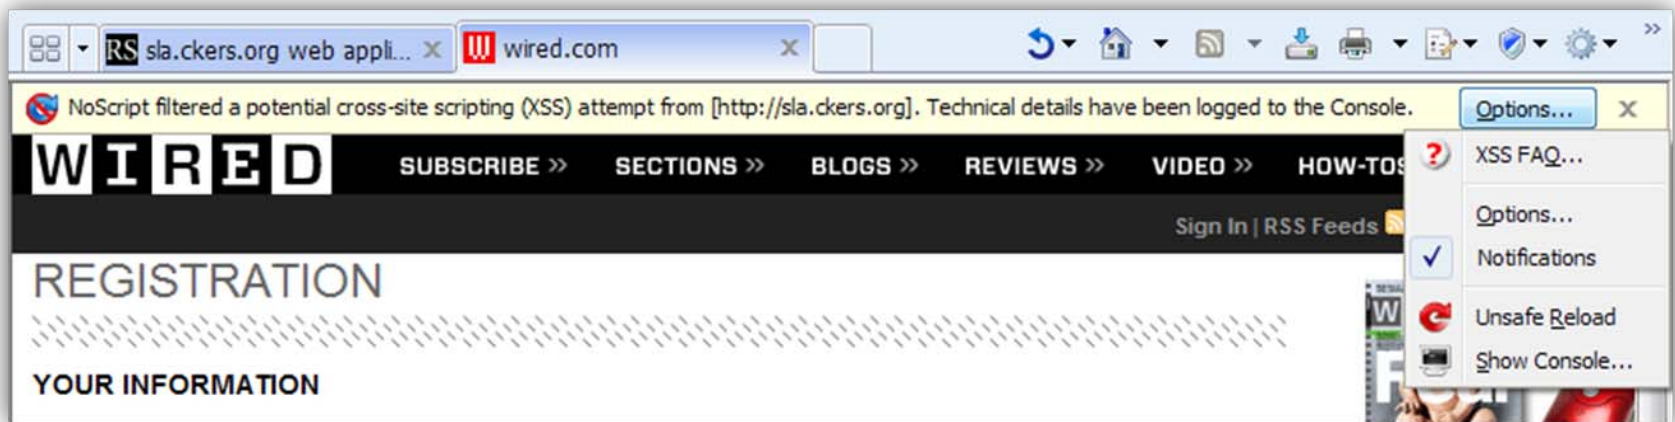 RS sla.ckers.org web appli... wired.com
NoScript filtered a potential cross-site scripting (XSS) attempt from [http://sla.ckers.org]. Technical details have been logged to the Console. Options...
WIRED SUBSCRIBE >> SECTIONS >> BLOGS >> REVIEWS >> VIDEO >> HOW-TOS
XSS FAQ...
Sign In | RSS Feeds
Options...
Notifications
REGISTRATION
Unsafe Reload
Show Console...
YOUR INFORMATION